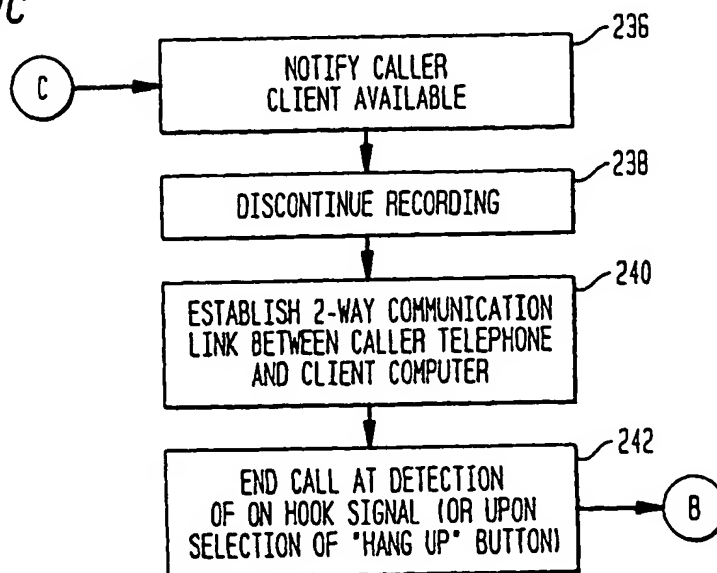 C
236
C
NOTIFY CALLER
CLIENT AVAILABLE
238
DISCONTINUE RECORDING
240
ESTABLISH 2-WAY COMMUNICATION
LINK BETWEEN CALLER TELEPHONE
AND CLIENT COMPUTER
242
END CALL AT DETECTION
OF ON HOOK SIGNAL (OR UPON
SELECTION OF "HANG UP" BUTTON)
B